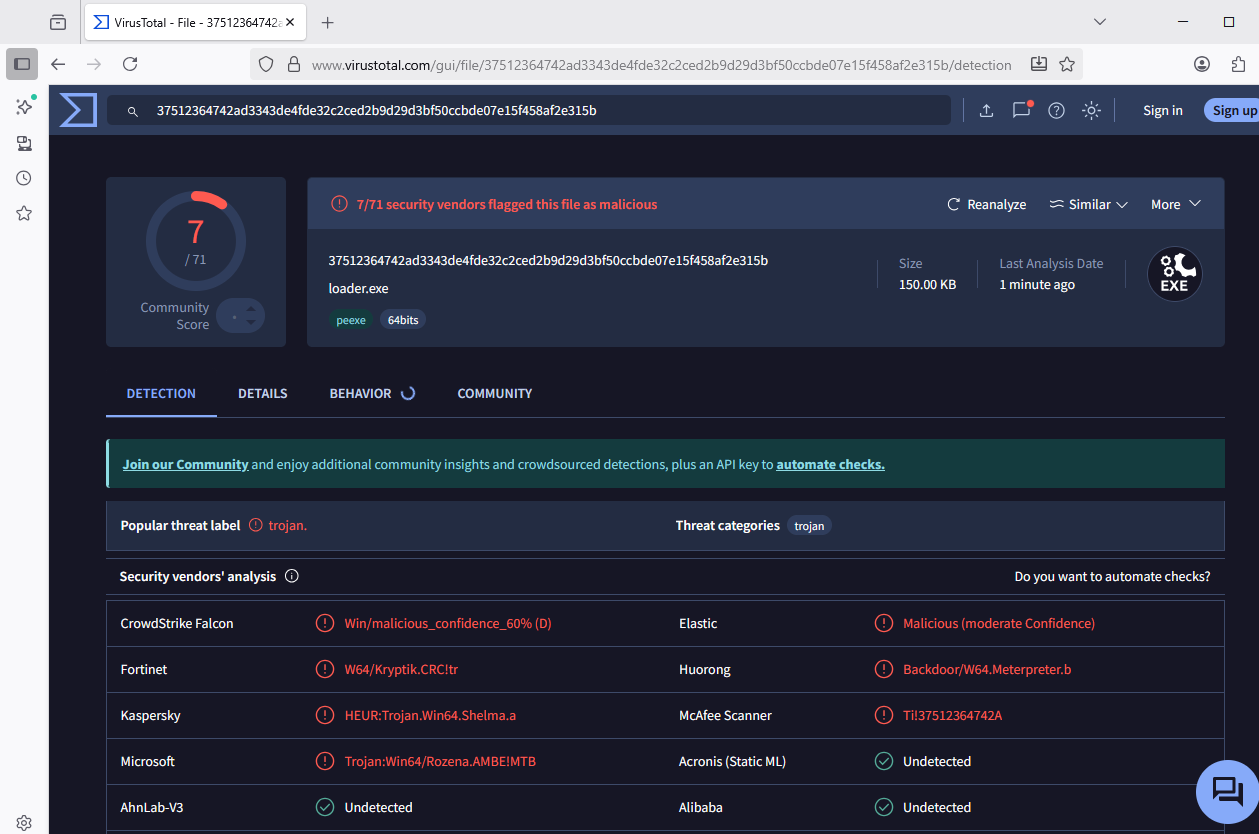 VirusTotal - File - 37512364742
www.virustotal.com/gui/file/37512364742ad3343de4fde32c2ced2b9d29d3bf50ccbde07e15f458af2e315b/detection
37512364742ad3343de4fde32c2ced2b9d29d3bf50ccbde07e15f458af2e315b
Sign in
Sign up
7
/ 71
Community
Score
7/71 security vendors flagged this file as malicious
Reanalyze
Similar
More
37512364742ad3343de4fde32c2ced2b9d29d3bf50ccbde07e15f458af2e315b
loader.exe
peexe
64bits
Size
150.00 KB
Last Analysis Date
1 minute ago
EXE
DETECTION
DETAILS
BEHAVIOR
COMMUNITY
Join our Community and enjoy additional community insights and crowdsourced detections, plus an API key to automate checks.
Popular threat label
trojan.
Threat categories
trojan
Security vendors' analysis
Do you want to automate checks?
CrowdStrike Falcon
Win/malicious_confidence_60% (D)
Elastic
Malicious (moderate Confidence)
Fortinet
W64/Kryptik.CRC!tr
Huorong
Backdoor/W64.Meterpreter.b
Kaspersky
HEUR:Trojan.Win64.Shelma.a
McAfee Scanner
Ti!37512364742A
Microsoft
Trojan:Win64/Rozena.AMBE!MTB
Acronis (Static ML)
Undetected
AhnLab-V3
Undetected
Alibaba
Undetected